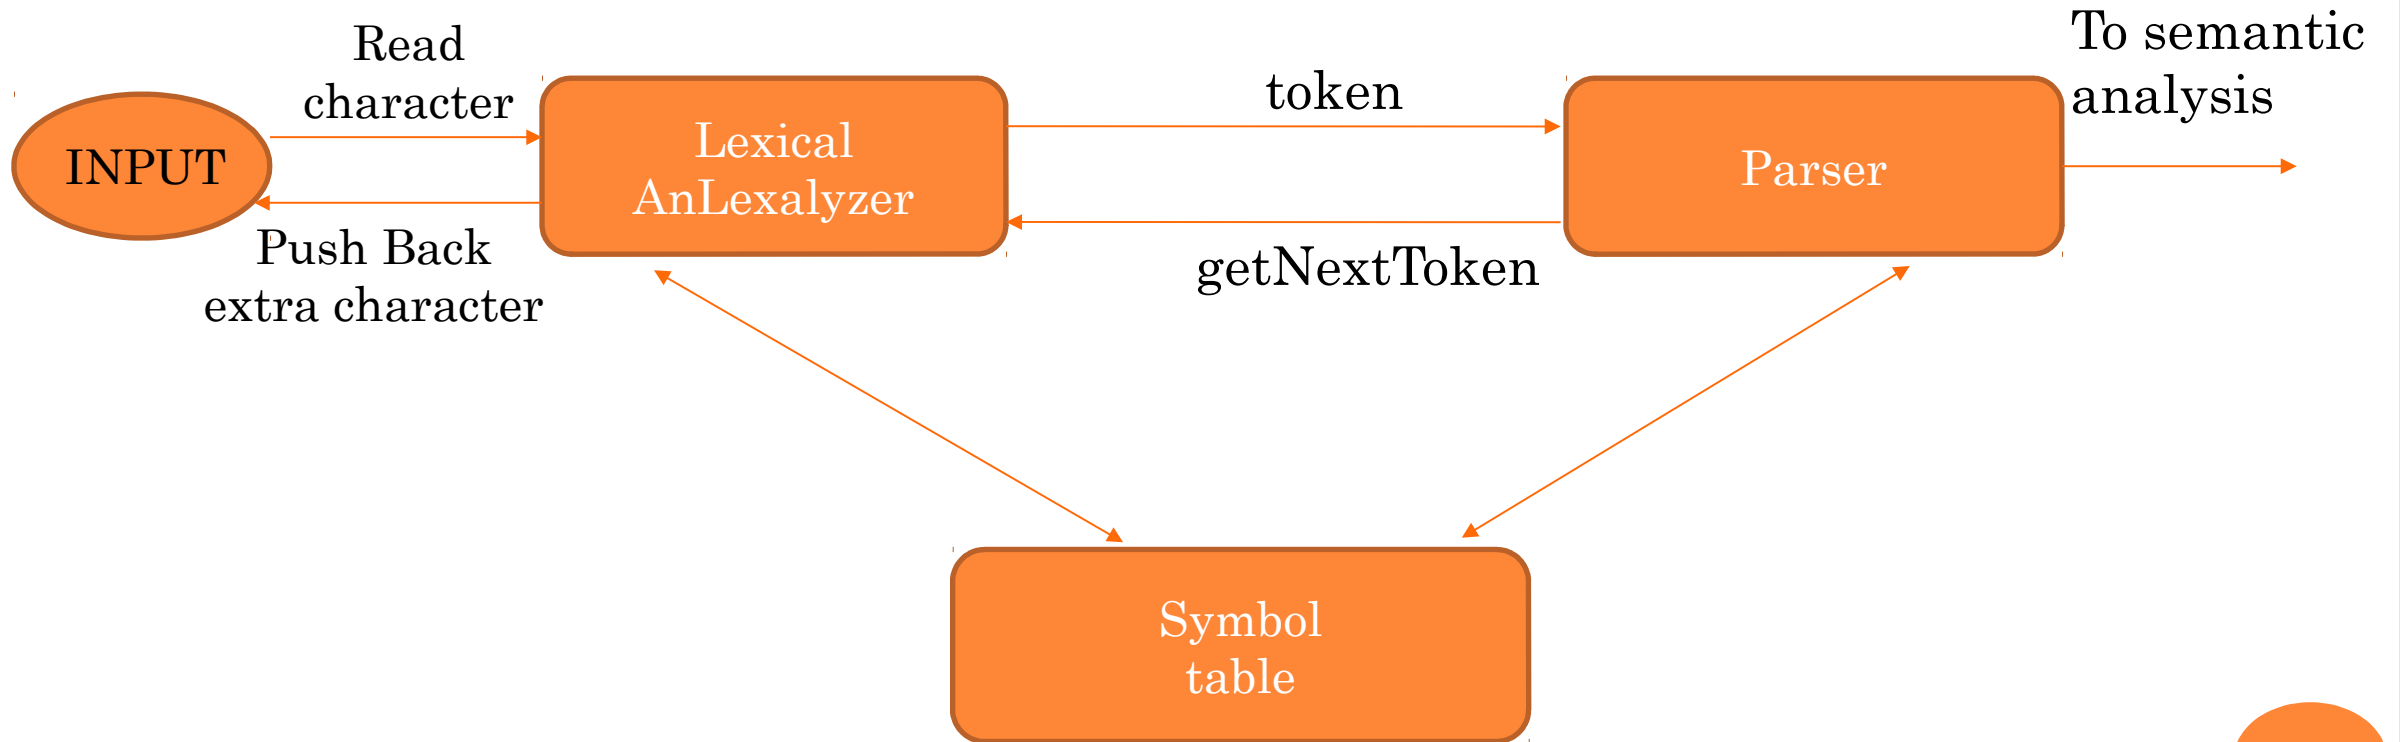 Read
character
INPUT
Push Back
extra character
Lexical
AnLexalyzer
token
getNextToken
Parser
To semantic
analysis
Symbol
table